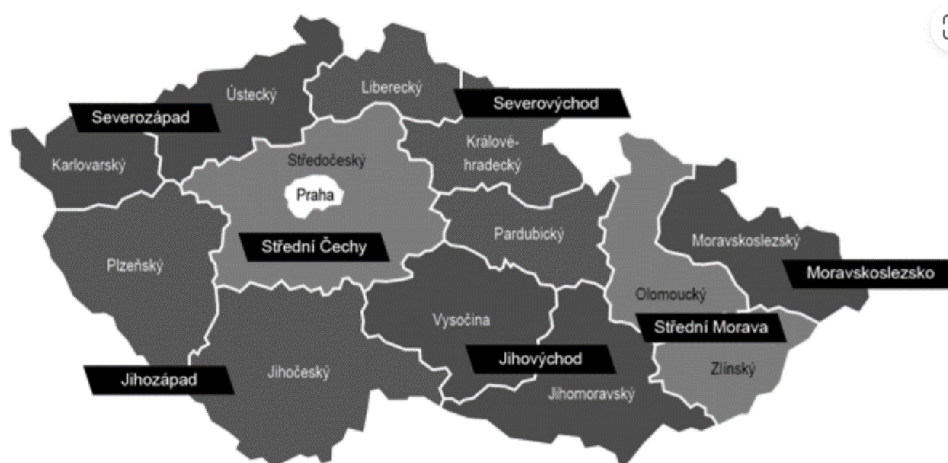 Ústecký
Liberecký
Severozápad
Severovýchod
Karlovarský
Středočeský
Králové-
hradecký
Praha
Plzeňský
Střední Čechy
Pardubický
Moravskoslezský
Moravskoslezsko
Olomoucký
Vysočina
Střední Morava
Jihozápad
Jihočeský
Jihovýchod
Zlínský
Jihomoravský